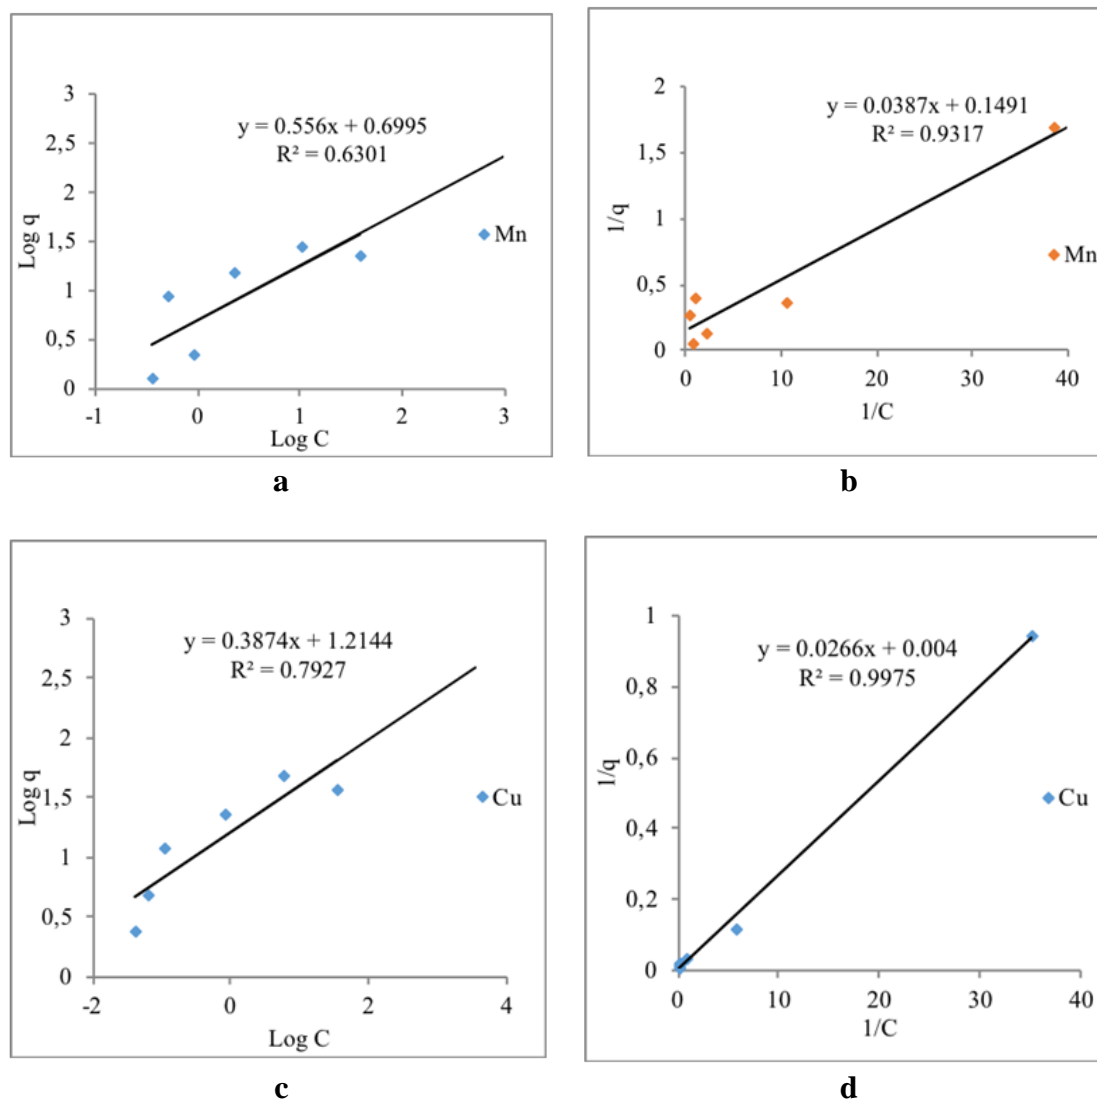 3
2,5
2
1,5
1
0,5
0
-1
0
1
2
3
Log q
Log C
y = 0.556x + 0.6995
R² = 0.6301
Mn
a
2
1,5
1
0,5
0
0
10
20
30
40
1/q
1/C
y = 0.0387x + 0.1491
R² = 0.9317
Mn
b
3
2,5
2
1,5
1
0,5
0
-2
0
2
4
Log q
Log C
y = 0.3874x + 1.2144
R² = 0.7927
Cu
c
1
0,8
0,6
0,4
0,2
0
0
10
20
30
40
1/q
1/C
y = 0.0266x + 0.004
R² = 0.9975
Cu
d